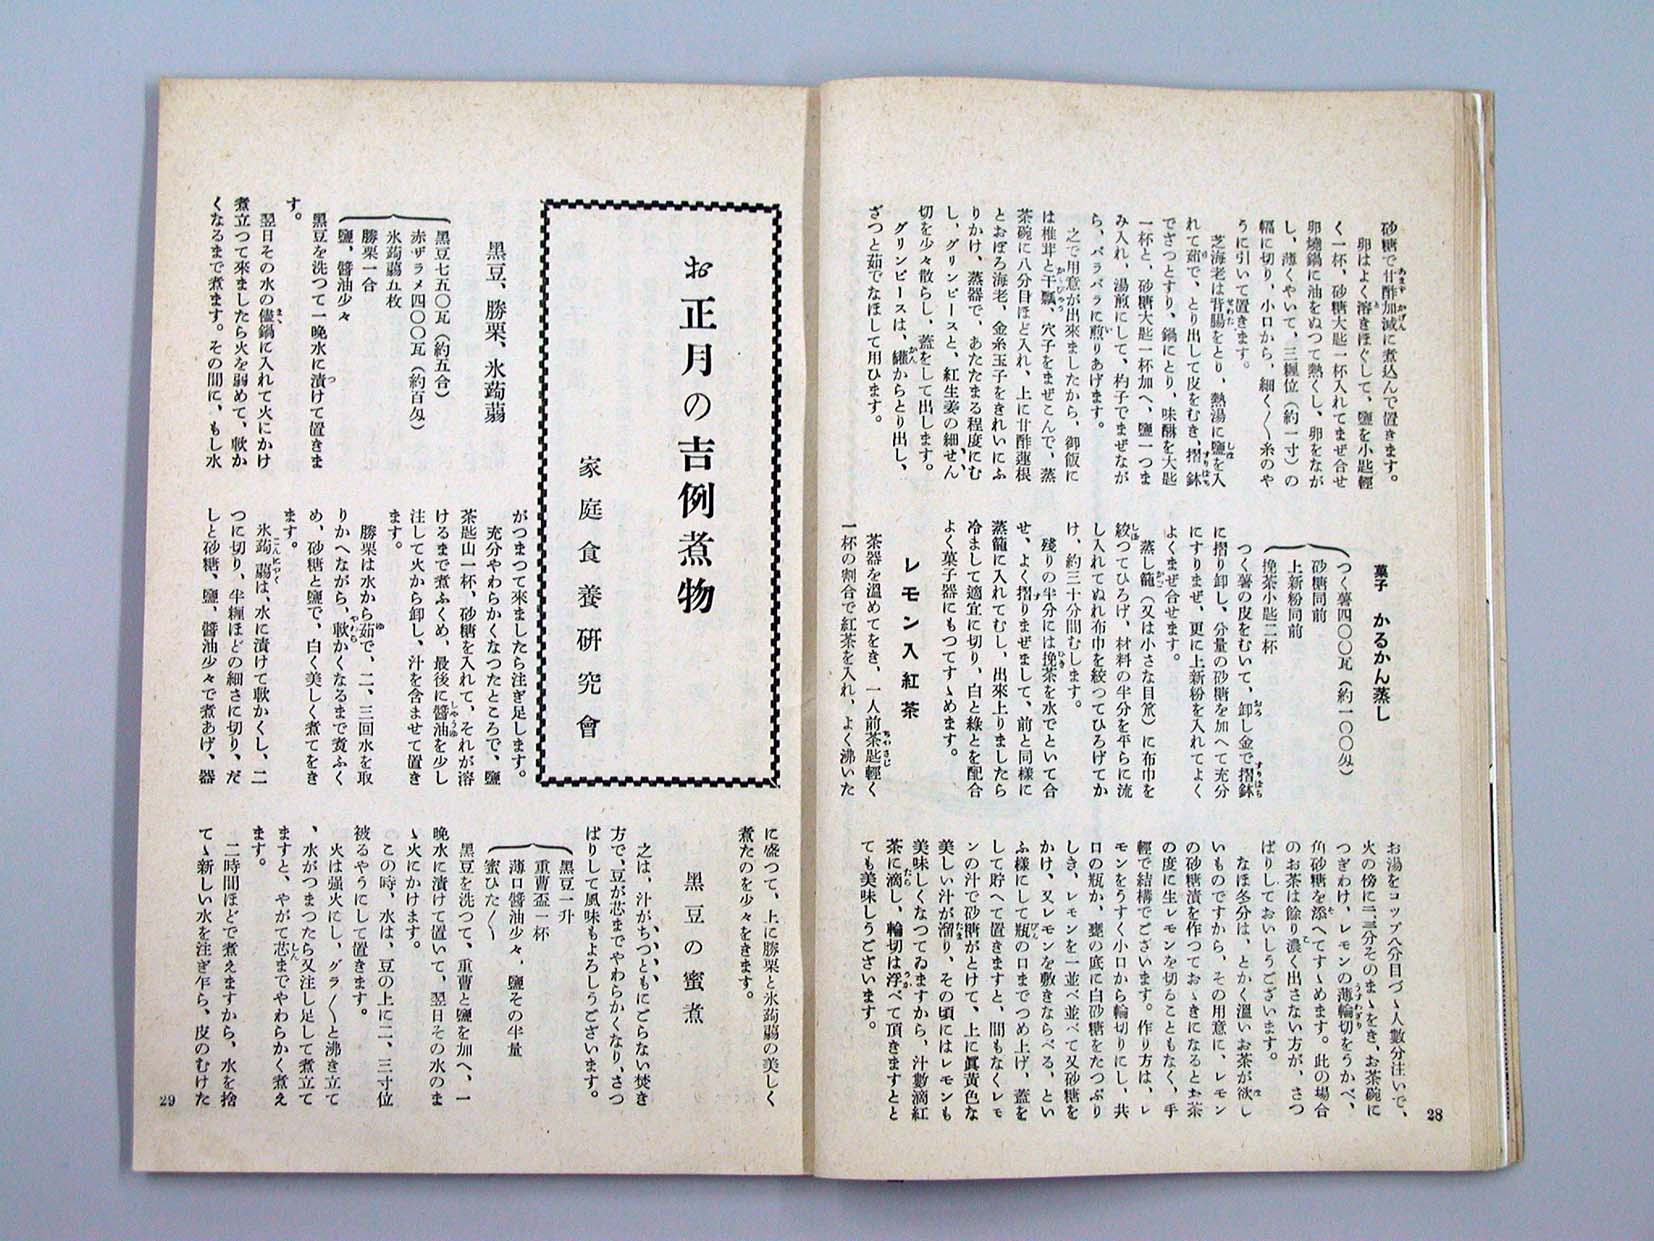 砂糖で甘酢加減に煮込んで置きます。
卵はよく溶きほぐして、鹽を小匙輕
く一杯、砂糖大匙一杯入れてまぜ合せ
卵燒鍋に油をぬつて熱くし、卵をなが
し、薄くやいて、三糎位（約一寸）の
幅に切り、小口から、細く〱糸のや
うに引いて置きます。
芝海老は背腸をとり、熱湯に鹽を入
れて茹で、とり出して皮をむき、摺鉢
でざつとすり、鍋にとり、味醂を大匙
一杯と、砂糖大匙一杯加へ、鹽一つま
み入れ、湯煎にして、杓子でまぜなが
ら、バラバラに煎りあげます。
之で用意が出來ましたから、御飯に
は椎茸と干瓢、穴子をまぜこんで、蒸
茶碗に八分目ほど入れ、上に甘酢蓮根
とおぼろ海老、金糸玉子をきれいにふ
りかけ、蒸器で、あたたまる程度にむ
し、グリンピースと、紅生姜の細せん
切を少々散らし、蓋をして出します。
グリンピースは、罐からとり出し、
ざつと茹でなほして用ひます。
菓子　かるかん蒸し
つく薯四〇〇瓦（約一〇〇匁）
砂糖同前
上新粉同前
挽茶小匙二杯
つく薯の皮をむいて、卸し金で摺鉢
に摺り卸し、分量の砂糖を加へて充分
にすりまぜ、更に上新粉を入れてよく
よくまぜ合せます。
蒸し籠（又は小さな目笊）に布巾を
絞つてひろげ、材料の半分を平らに流
し入れてぬれ布巾を絞つてひろげてか
け、約三十分間むします。
殘りの半分には挽茶を水でといて合
せ、よく摺りまぜまして、前と同樣に
蒸籠に入れてむし、出來上りましたら
冷まして適宜に切り、白と綠とを配合
よく菓子器にもつてすゝめます。
レモン入紅茶
茶器を溫めてをき、一人前茶匙輕く
一杯の割合で紅茶を入れ、よく沸いた
お湯をコップ八分目づゝ人數分注いで、
火の傍に二、三分そのまゝをき、お茶碗に
つぎわけ、レモンの薄輪切をうかべ、
角砂糖を添へてすゝめます。此の場合
のお茶は餘り濃く出さない方が、さつ
ぱりしておいしうございます。
なほ冬分は、とかく溫いお茶が欲し
いものですから、その用意に、レモン
の砂糖漬を作つておゝきになるとお茶
の度に生レモンを切ることもなく、手
輕で結構でございます。作り方は、レ
モンをうすく小口から輪切りにし、共
口の瓶か、甕の底に白砂糖をたつぷり
しき、レモンを一並べ並べて又砂糖を
かけ、又レモンを敷きならべる、とい
ふ樣にして瓶の口までつめ上げ、蓋を
して貯へて置きますと、間もなくレモ
ンの汁で砂糖がとけて、上に眞黃色な
美しい汁が溜り、その頃にはレモンも
美味しくなつてゐますから、汁數滴紅
茶に滴し、輪切は浮べて頂きますとと
ても美味しうございます。
28
お正月の吉例煮物
家庭食養研究會
黑豆、勝栗、氷蒟蒻
黑豆七五〇瓦（約五合）
赤ザラメ四〇〇瓦（約百匁）
氷蒟蒻五枚
勝栗一合
鹽、醬油少々
黑豆を洗つて一晩水に漬けて置きま
す。
翌日その水の儘鍋に入れて火にかけ
煮立つて來ましたら火を弱めて、軟か
くなるまで煮ます。その間に、もし水
がつまつて來ましたら注ぎ足します。
充分やわらかくなつたところで、鹽
茶匙山一杯、砂糖を入れて、それが溶
けるまで煮ふくめ、最後に醬油を少し
注して火から卸し、汁を含ませて置き
ます。
勝栗は水から茹で、二、三回水を取
りかへながら、軟かくなるまで煮ふく
め、砂糖と鹽で、白く美しく煮てをき
ます。
氷蒟蒻は、水に漬けて軟かくし、二
つに切り、半糎ほどの細さに切り、だ
しと砂糖、鹽、醬油少々で煮あげ、器
に盛つて、上に勝栗と氷蒟蒻の美しく
煮たのを少々をきます。
黑豆の蜜煮
之は、汁がちつともにごらない焚き
方で、豆が芯までやわらかくなり、さつ
ぱりして風味もよろしうございます。
黑豆一升
重曹盃一杯
薄口醬油少々、鹽その半量
蜜ひた〱
黑豆を洗つて、重曹と鹽を加へ、一
晩水に漬けて置いて、翌日その水のま
ゝ火にかけます。
この時、水は、豆の上に二、三寸位
被るやうにして置きます。
火は强火にし、グラ〱と沸き立て
、水がつまつたら又注し足して煮立て
ますと、やがて芯までやわらかく煮え
ます。
二時間ほどで煮えますから、水を捨
てゝ新しい水を注ぎ乍ら、皮のむけた
29